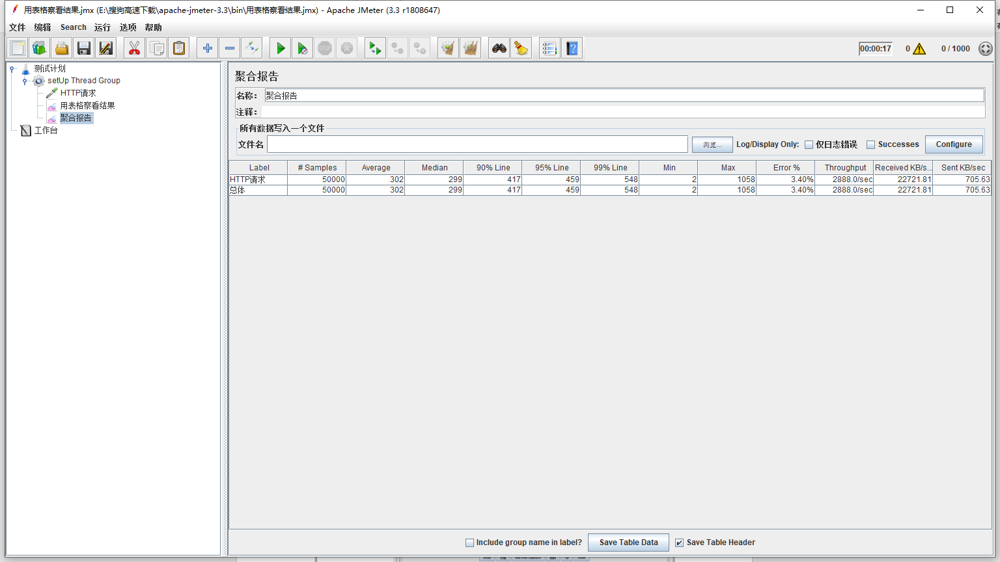 用表格察看结果.jmx (E:\搜狗高速下载\apache-jmeter-3.3\bin\用表格察看结果.jmx) - Apache JMeter (3.3 r1808647)
文件 编辑 Search 运行 选项 帮助
STOP 00:00:17 0 0 / 1000
测试计划
setUp Thread Group
HTTP请求
用表格察看结果
聚合报告
工作台
聚合报告
名称： 聚合报告
注释：
所有数据写入一个文件
文件名 浏览... Log/Display Only: 仅日志错误 Successes Configure
Label # Samples Average Median 90% Line 95% Line 99% Line Min Max Error % Throughput Received KB/s... Sent KB/sec
HTTP请求 50000 302 299 417 459 548 2 1058 3.40% 2888.0/sec 22721.81 705.63
总体 50000 302 299 417 459 548 2 1058 3.40% 2888.0/sec 22721.81 705.63
Include group name in label? Save Table Data Save Table Header